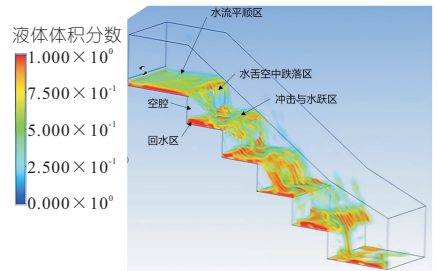 水流平顺区
液体体积分数
1.000×10⁰
7.500×10⁻¹
5.000×10⁻¹
2.500×10⁻¹
0.000×10⁰
S
水舌空中跌落区
空腔
冲击与水跃区
回水区